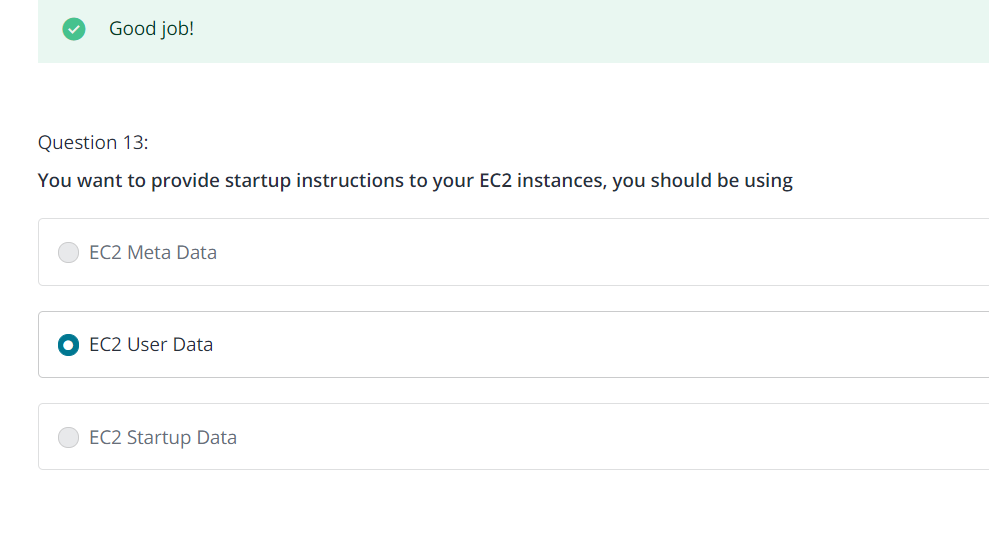 Good job!
Question 13:
You want to provide startup instructions to your EC2 instances, you should be using
EC2 Meta Data
EC2 User Data
EC2 Startup Data